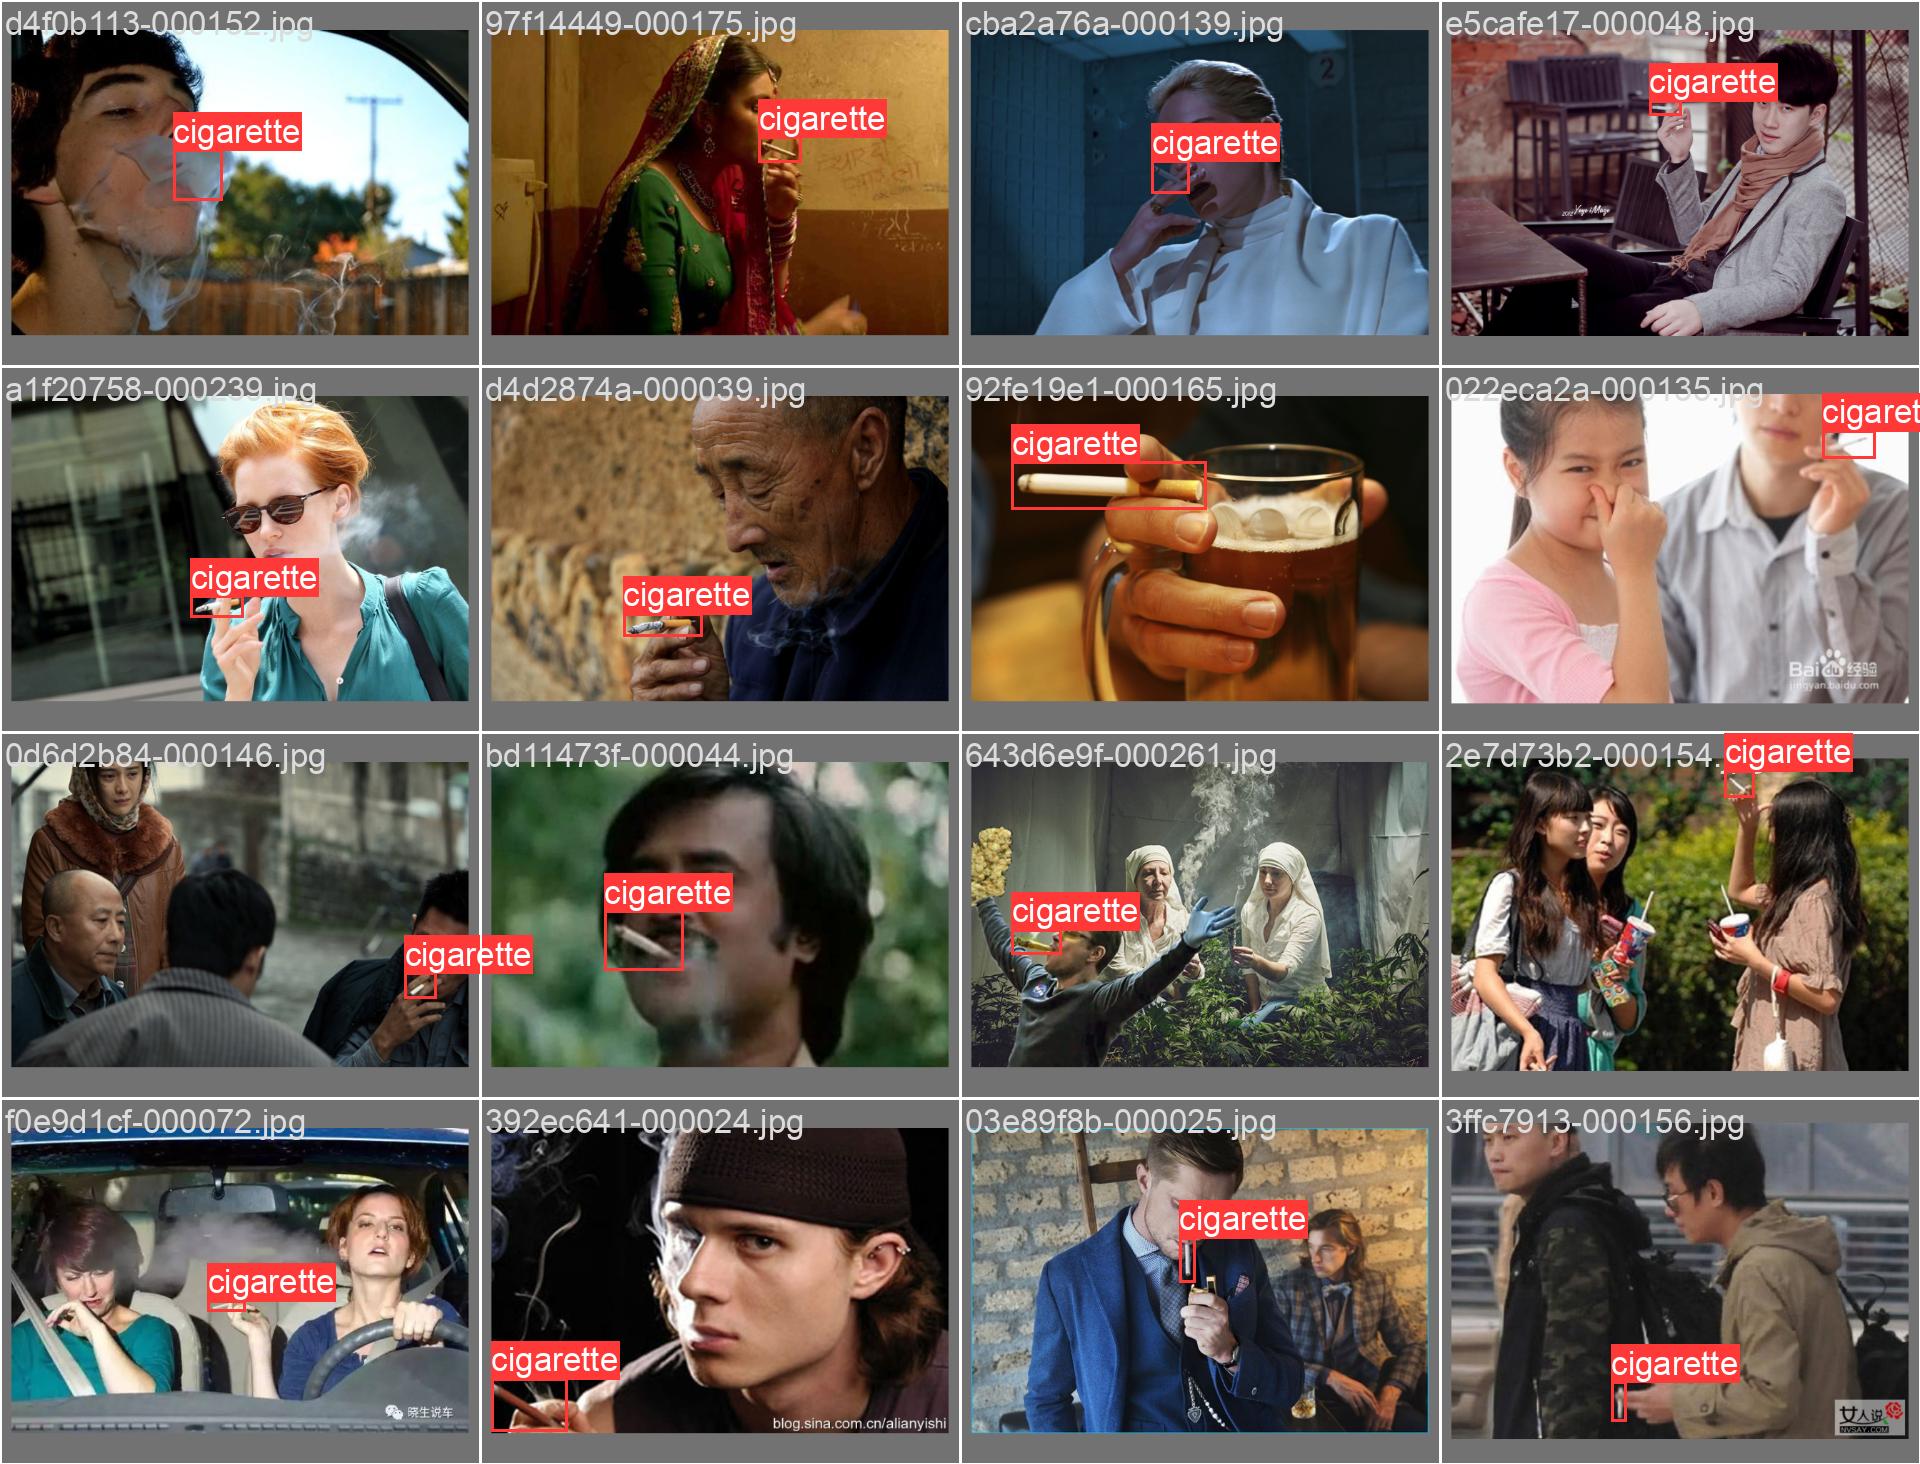 d4f0b113-000152.jpg
cigarette
97f14449-000175.jpg
cigarette
cba2a76a-000139.jpg
2
cigarette
e5cafe17-000048.jpg
cigarette
a1f20758-000239.jpg
cigarette
d4d2874a-000039.jpg
cigarette
92fe19e1-000165.jpg
cigarette
022eca2a-000135.jpg
cigaret
Bai du 经验
jingyan.baidu.com
0d6d2b84-000146.jpg
cigarette
bd11473f-000044.jpg
cigarette
643d6e9f-000261.jpg
cigarette
2e7d73b2-000154.
cigarette
f0e9d1cf-000072.jpg
cigarette
晓生说车
392ec641-000024.jpg
cigarette
blog.sina.com.cn/alianyishi
03e89f8b-000025.jpg
cigarette
3ffc7913-000156.jpg
cigarette
女人说
NVSAY.COM